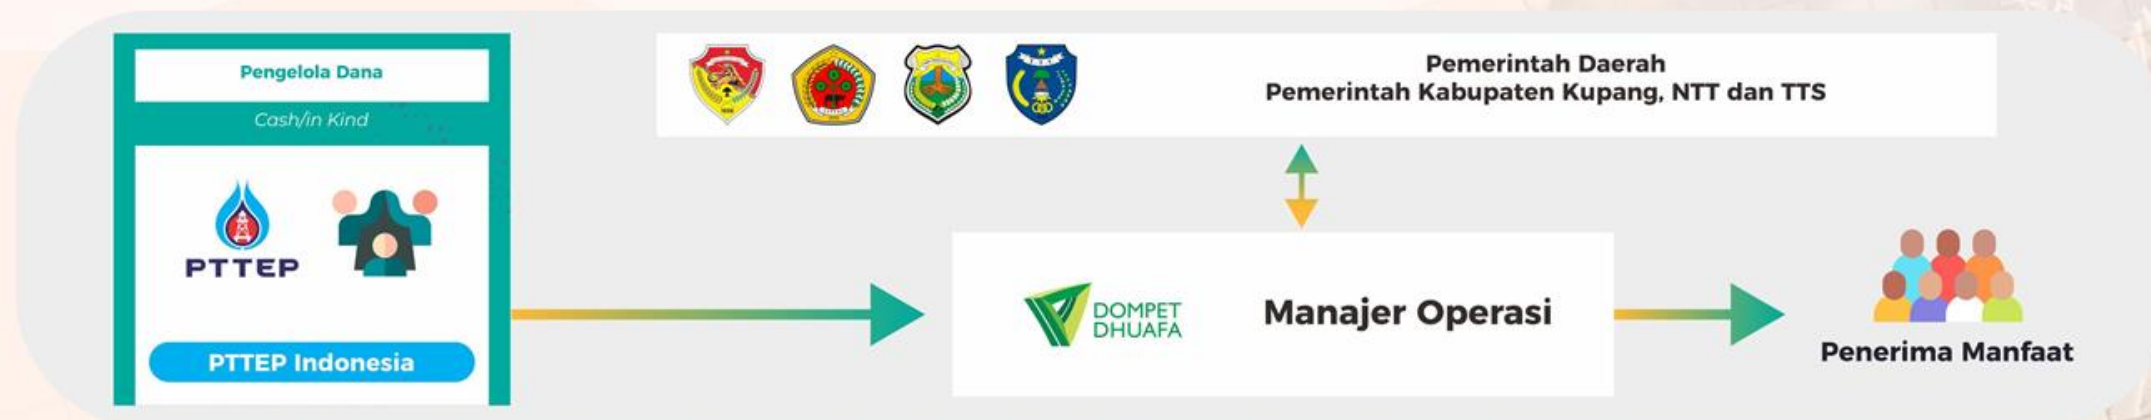 Pengelola Dana
Cash/in Kind
PTTEP
PTTEP Indonesia
Pemerintah Daerah
Pemerintah Kabupaten Kupang, NTT dan TTS
DOMPET
DHUAFA
Manajer Operasi
Penerima Manfaat